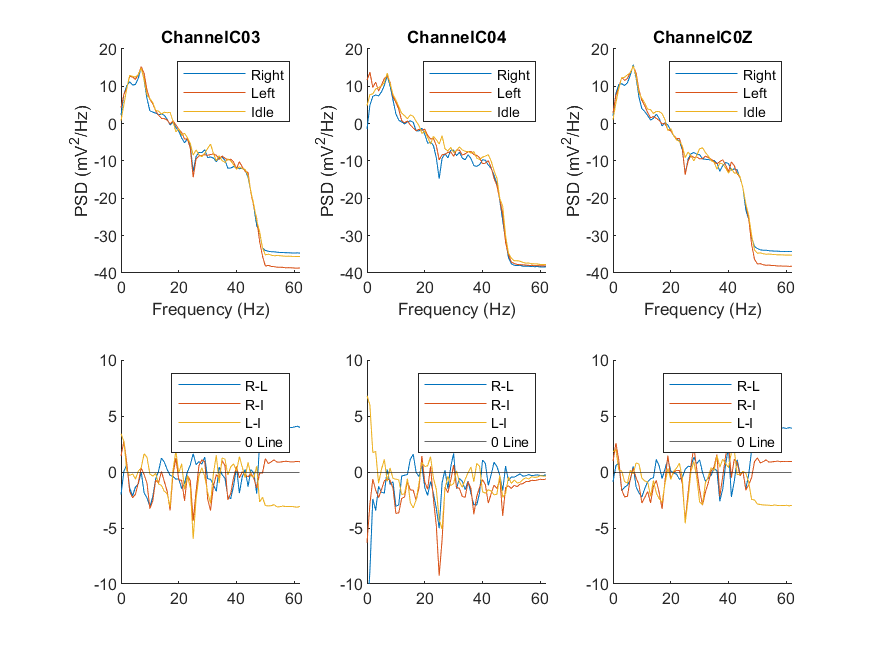 ChannelC03
20
10
0
-10
-20
-30
-40
0 20 40 60
PSD (mV2/Hz)
Frequency (Hz)
Right
Left
Idle
ChannelC04
20
10
0
-10
-20
-30
-40
0 20 40 60
PSD (mV2/Hz)
Frequency (Hz)
Right
Left
Idle
ChannelC0Z
20
10
0
-10
-20
-30
-40
0 20 40 60
PSD (mV2/Hz)
Frequency (Hz)
Right
Left
Idle
10
5
0
-5
-10
0 20 40 60
R-L
R-I
L-I
0 Line
10
5
0
-5
-10
0 20 40 60
R-L
R-I
L-I
0 Line
10
5
0
-5
-10
0 20 40 60
R-L
R-I
L-I
0 Line